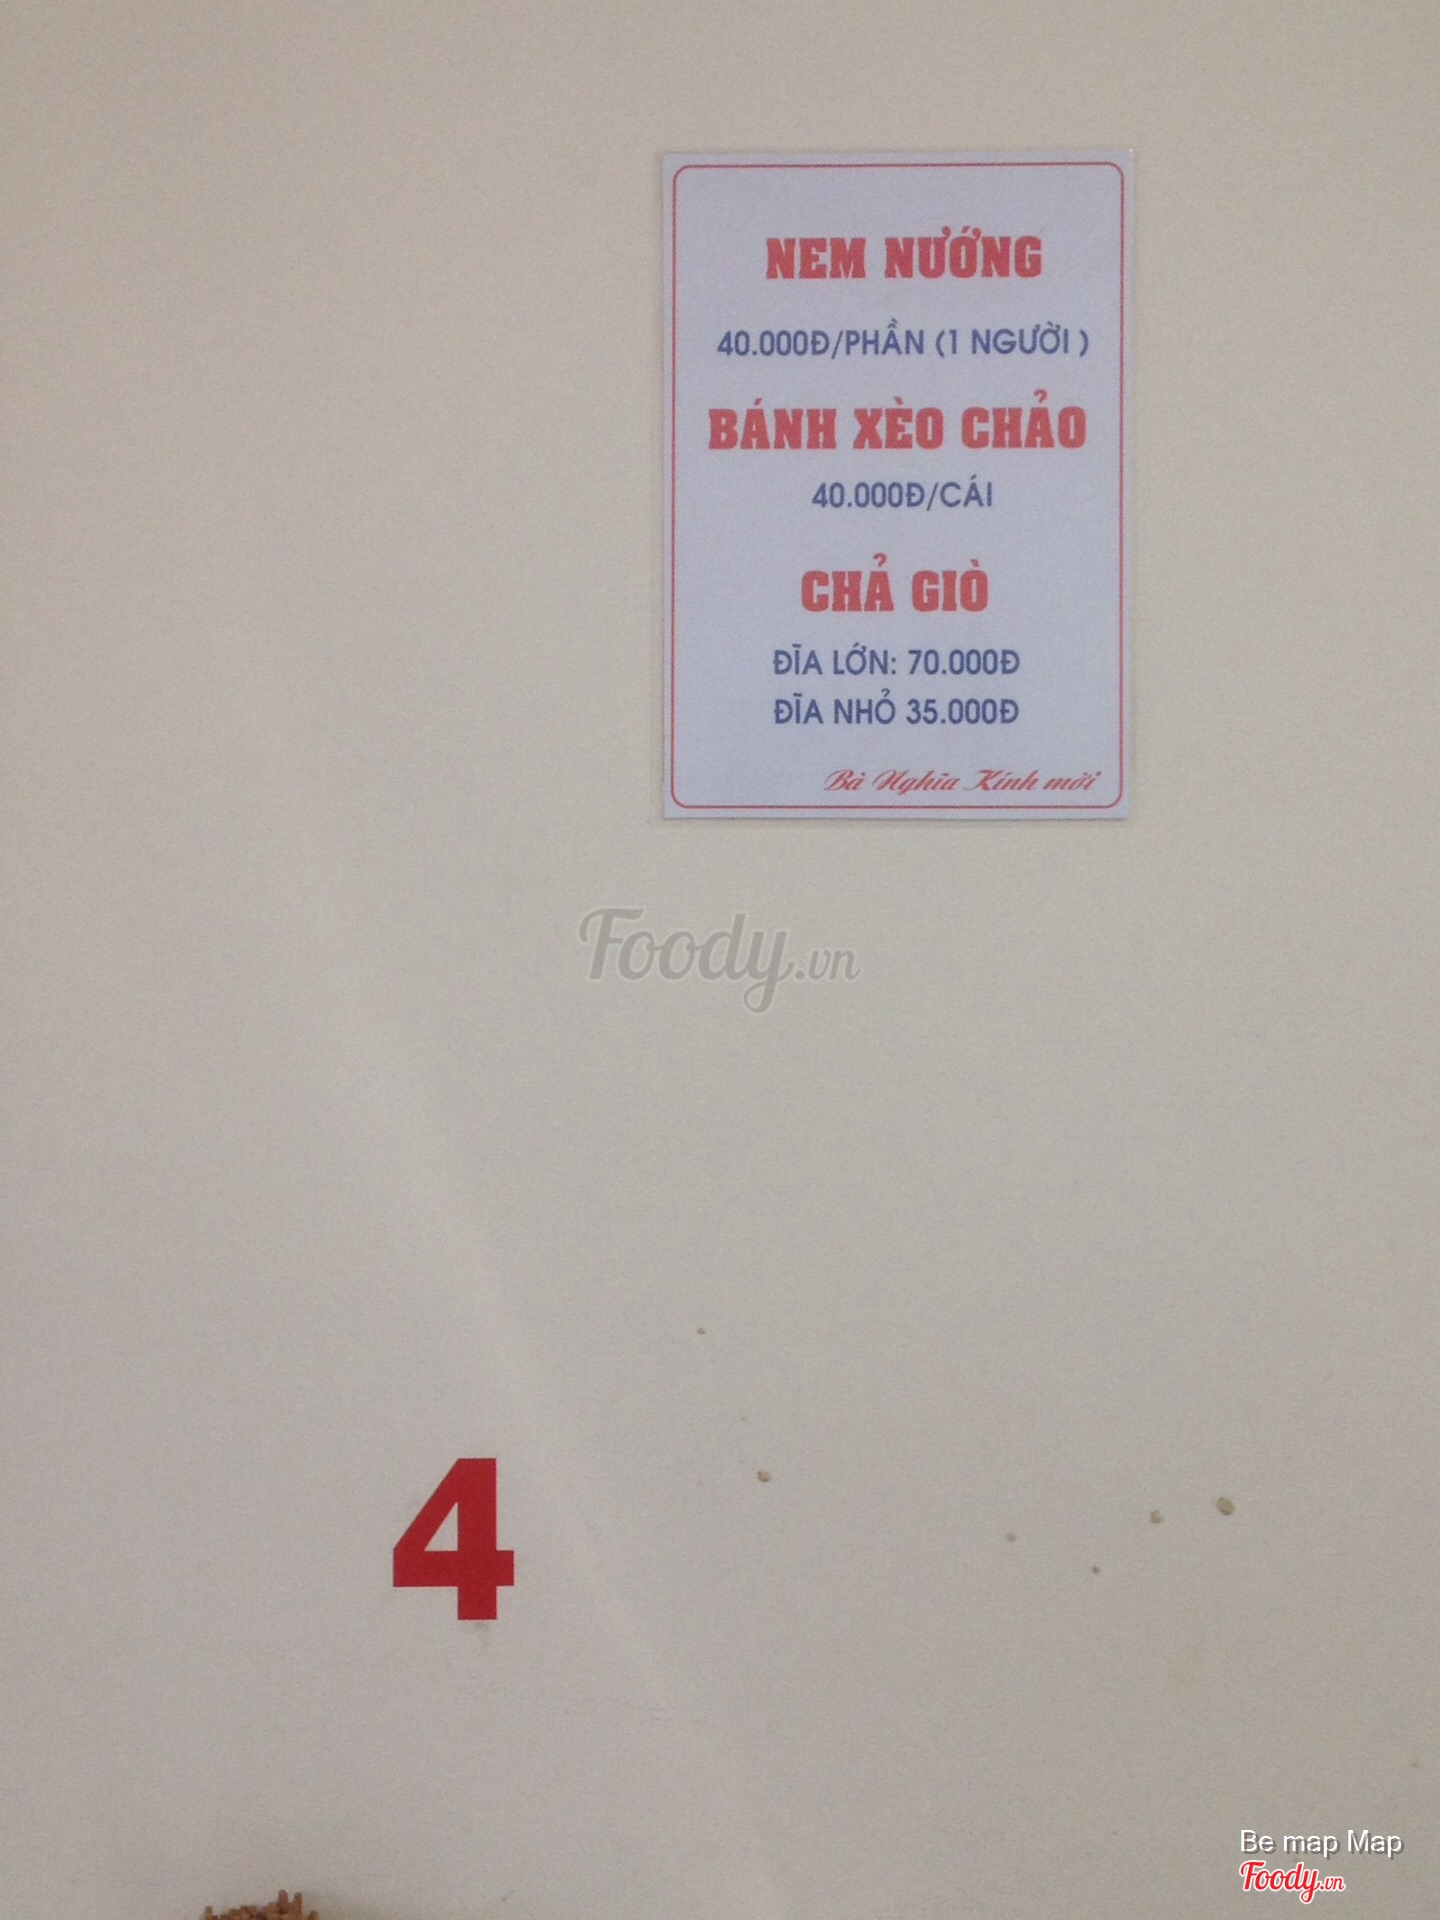 NEM NƯỚNG
40.000Đ/PHẦN (1 NGƯỜI )
BÁNH XÈO CHẢO
40.000Đ/CÁI
CHẢ GIÒ
ĐĨA LỚN: 70.000Đ
ĐĨA NHỎ 35.000Đ
Bà Nghĩa Kính mời
Foody.vn
4
Be map Map
Foody.vn